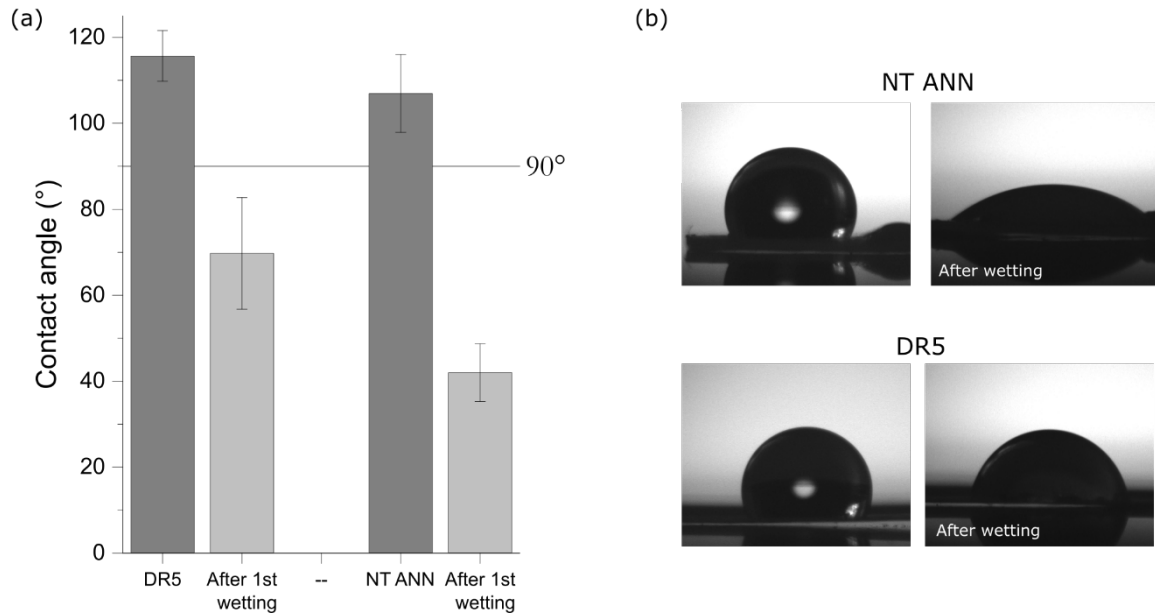 (a)
Contact angle (°)
120
100
80
60
40
20
0
90°
DR5
After 1st
wetting
--
NT ANN
After 1st
wetting
(b)
NT ANN
After wetting
DR5
After wetting